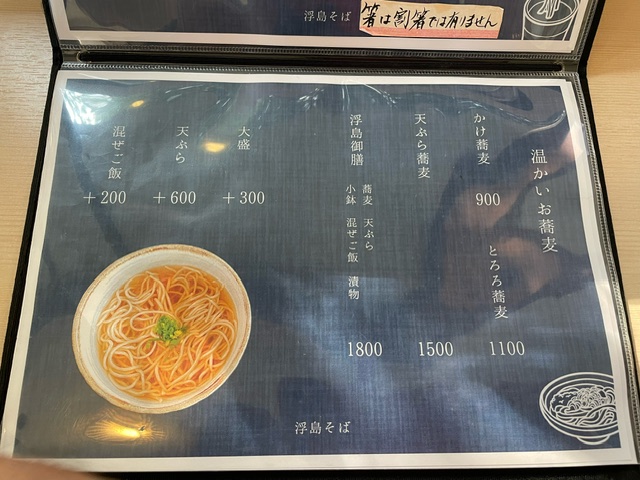 浮島そば
箸は割箸では有りません
温かいお蕎麦
かけ蕎麦 900
とろろ蕎麦 1100
天ぷら蕎麦 1500
浮島御膳
蕎麦 天ぷら
小鉢 混ぜご飯 漬物
1800
大盛 +300
天ぷら +600
混ぜご飯 +200
浮島そば